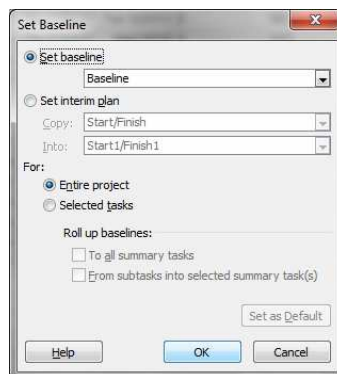 Set Baseline
Set baseline
Baseline
Set interim plan
Copy: Start/Finish
Into: Start1/Finish1
For:
Entire project
Selected tasks
Roll up baselines:
To all summary tasks
From subtasks into selected summary task(s)
Set as Default
Help OK Cancel